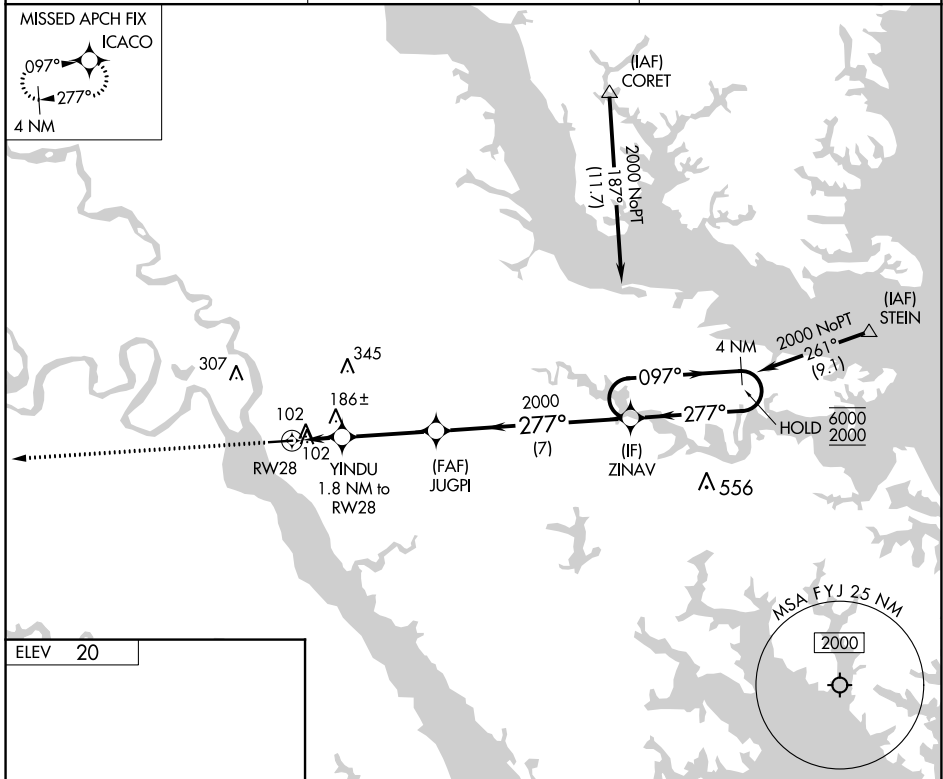 MISSED APCH FIX
ICACO
097°
277°
4 NM
(IAF)
CORET
2000 NoPT
187°
(11.7)
(IAF)
STEIN
2000 NoPT
261°
(9.1)
4 NM
097°
277°
HOLD
6000
2000
307
345
186±
102
102
2000
277°
(7)
RW28
YINDU
1.8 NM to
RW28
(FAF)
JUGPI
(IF)
ZINAV
556
MSA FYJ 25 NM
2000
ELEV 20